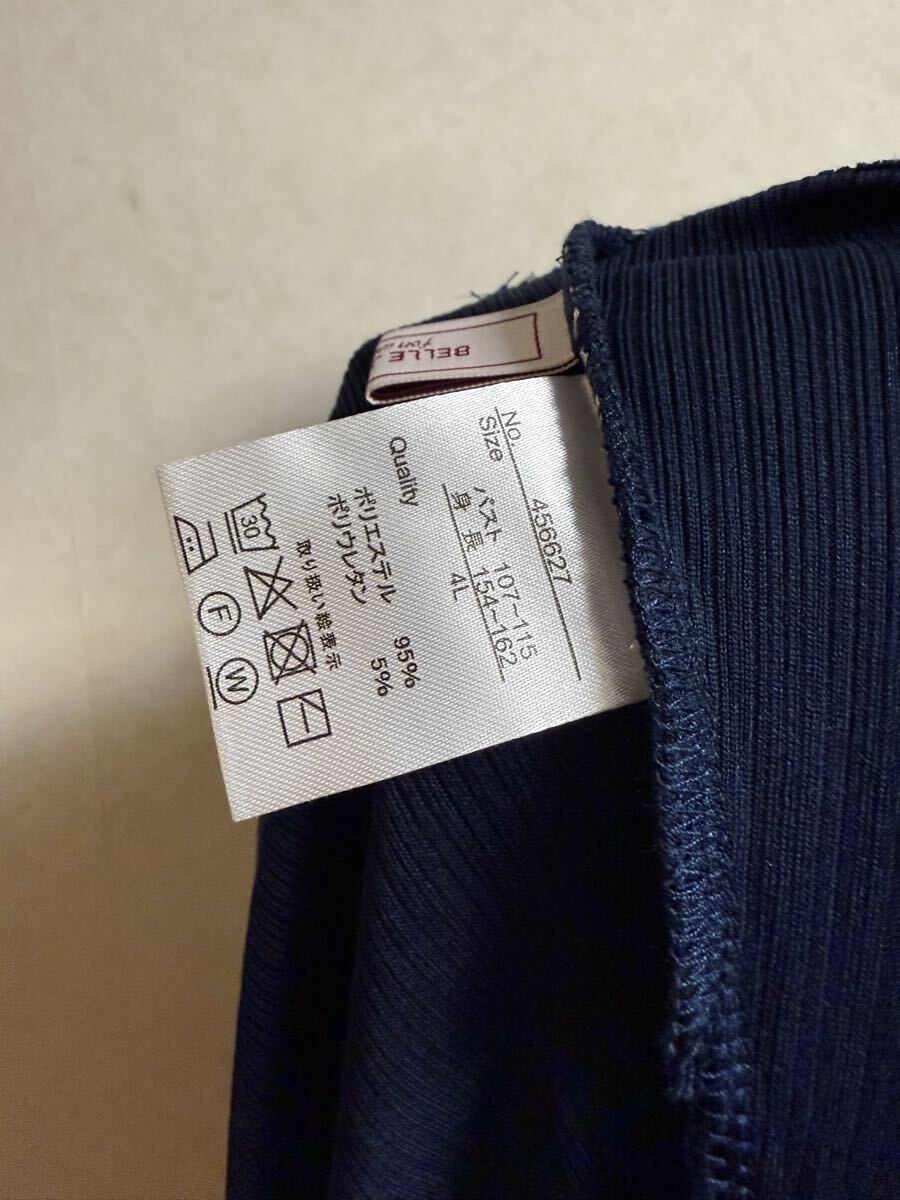 BELLE
No. 456627
Size バスト 107~115
身長 154~162
4L
Quality
ポリエステル 95%
ポリウレタン 5%
取り扱い絵表示
30
F
W